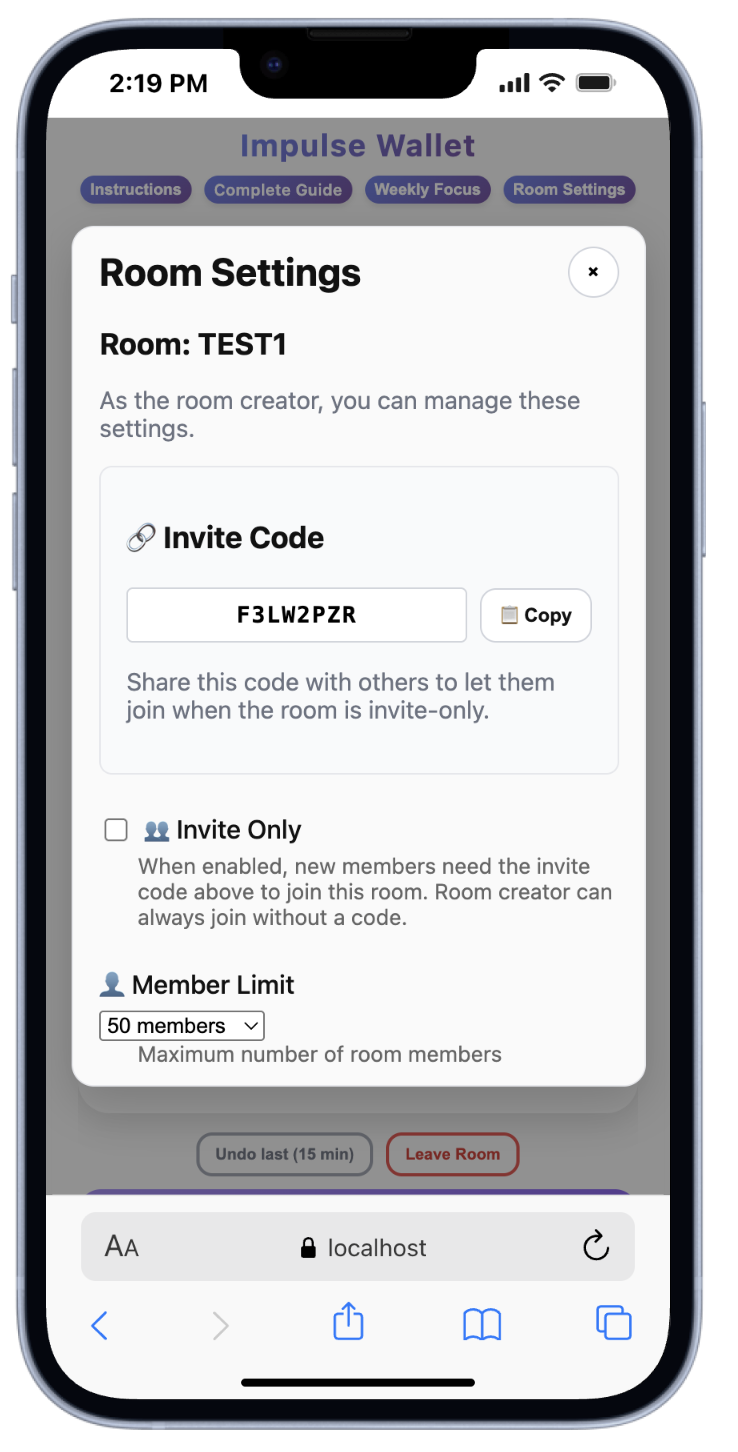 2:19 PM
Impulse Wallet
Instructions
Complete Guide
Weekly Focus
Room Settings
Room Settings
×
Room: TEST1
As the room creator, you can manage these
settings.
🔗 Invite Code
F3LW2PZR
📋 Copy
Share this code with others to let them
join when the room is invite-only.
👥 Invite Only
When enabled, new members need the invite
code above to join this room. Room creator can
always join without a code.
👤 Member Limit
50 members
Maximum number of room members
Undo last (15 min)
Leave Room
AA
localhost